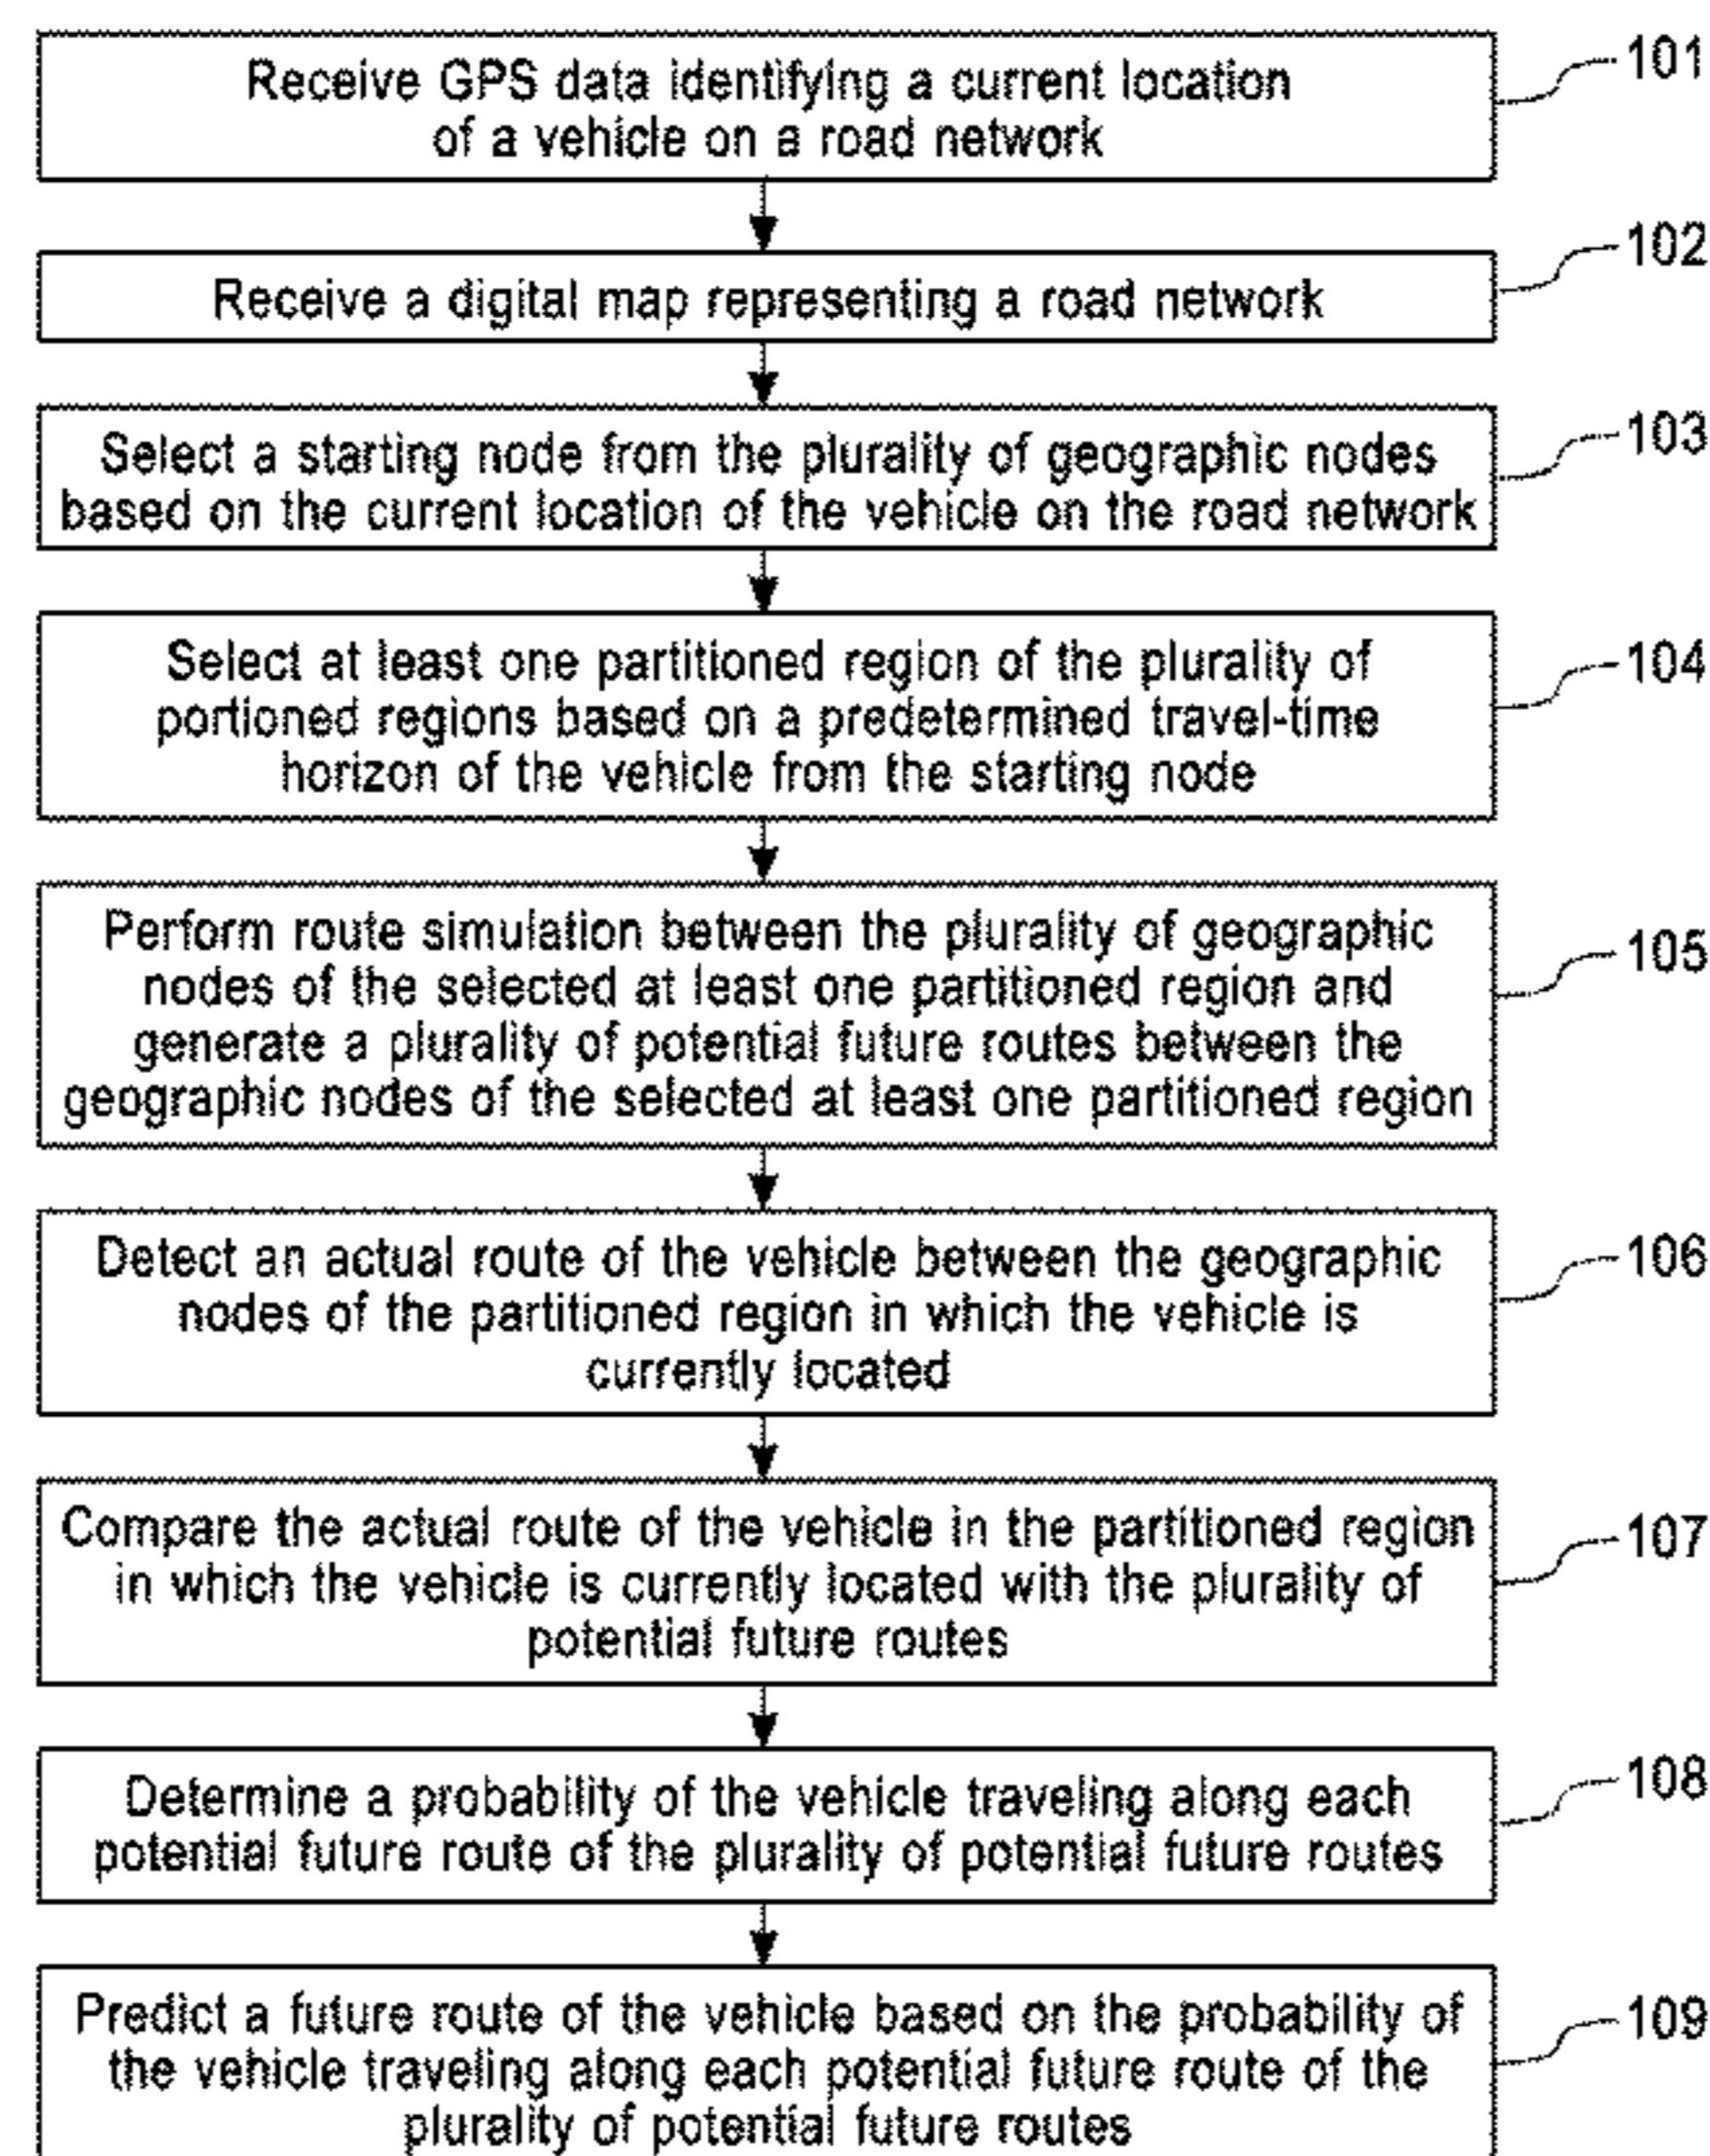 Receive GPS data identifying a current location
of a vehicle on a road network
101
Receive a digital map representing a road network
102
Select a starting node from the plurality of geographic nodes
based on the current location of the vehicle on the road network
103
Select at least one partitioned region of the plurality of
portioned regions based on a predetermined travel-time
horizon of the vehicle from the starting node
104
Perform route simulation between the plurality of geographic
nodes of the selected at least one partitioned region and
generate a plurality of potential future routes between the
geographic nodes of the selected at least one partitioned region
105
Detect an actual route of the vehicle between the geographic
nodes of the partitioned region in which the vehicle is
currently located
106
Compare the actual route of the vehicle in the partitioned region
in which the vehicle is currently located with the plurality of
potential future routes
107
Determine a probability of the vehicle traveling along each
potential future route of the plurality of potential future routes
108
Predict a future route of the vehicle based on the probability of
the vehicle traveling along each potential future route of the
plurality of potential future routes
109